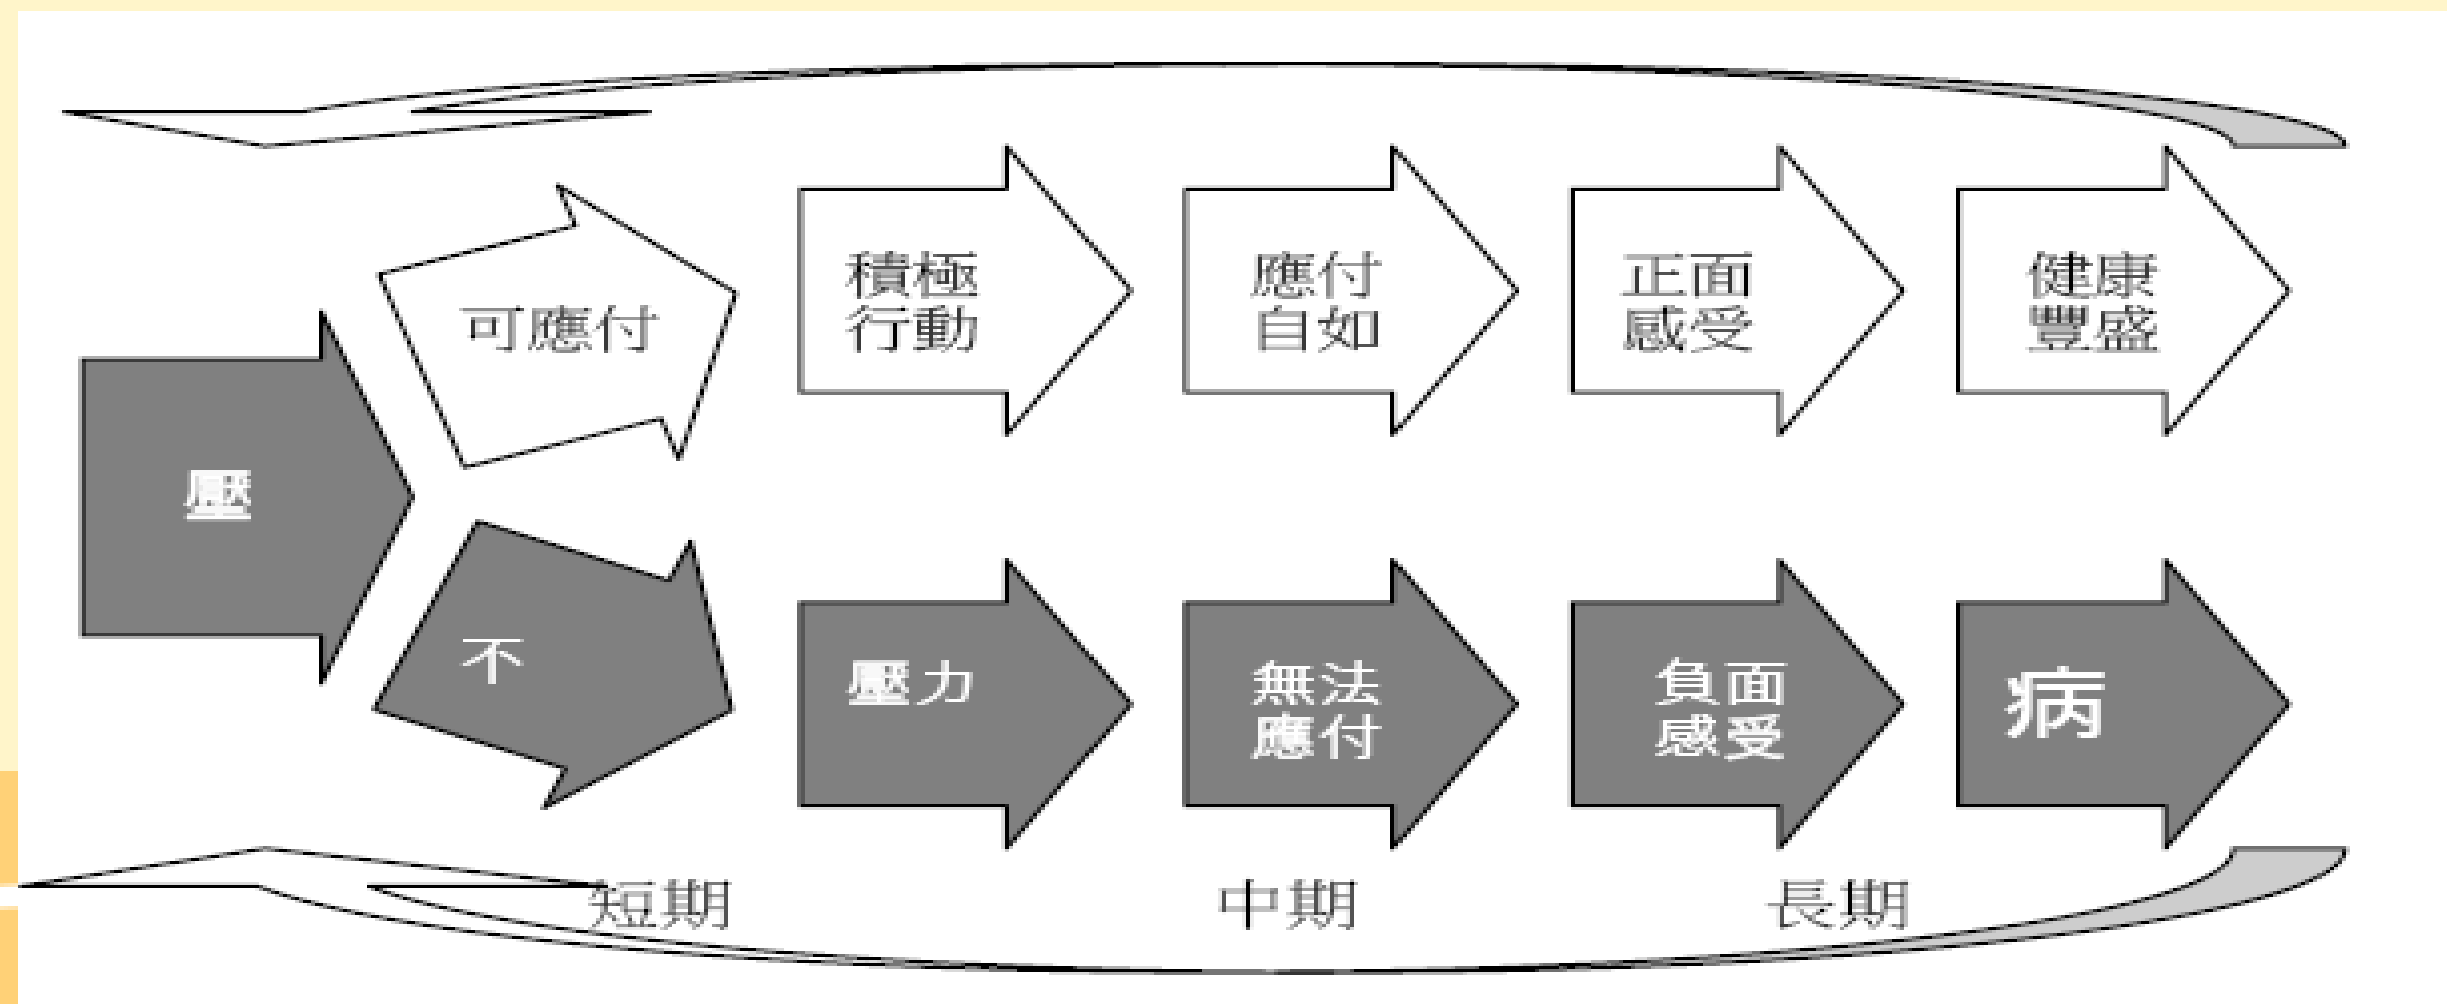 可應付
積極
行動
應付
自如
正面
感受
健康
豐盛
壓
不
壓力
無法
應付
負面
感受
病
短期
中期
長期